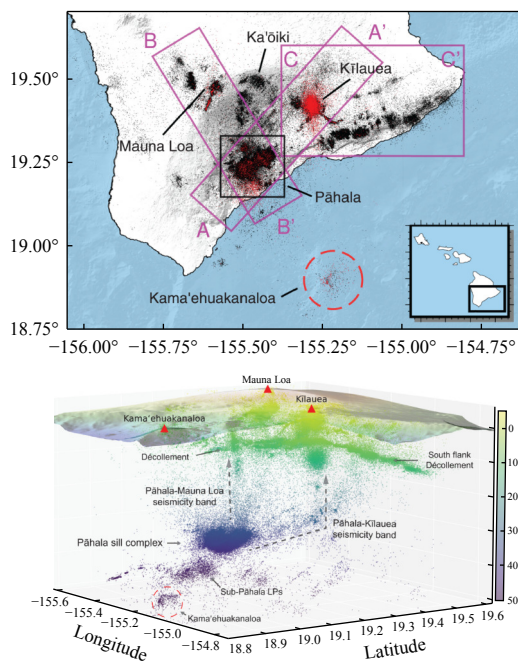 B
Ka'ōiki
A'
C
C'
19.50°
Kīlauea
Mauna Loa
19.25°
Pāhala
A
B'
19.00°
Kama'ehuakanaloa
18.75°
−156.00° −155.75° −155.50° −155.25° −155.00° −154.75°
Mauna Loa
Kīlauea
Kama'ehuakanaloa
0
Décollement
South flank
Décollement
10
Pāhala-Mauna Loa
seismicity band
20
Pāhala-Kīlauea
seismicity band
30
Pāhala sill complex
40
Sub-Pāhala LPs
50
Kama'ehuakanaloa
−155.6
−155.4
−155.2
−155.0
−154.8
18.8 18.9 19.0 19.1 19.2 19.3 19.4 19.5 19.6
Longitude
Latitude